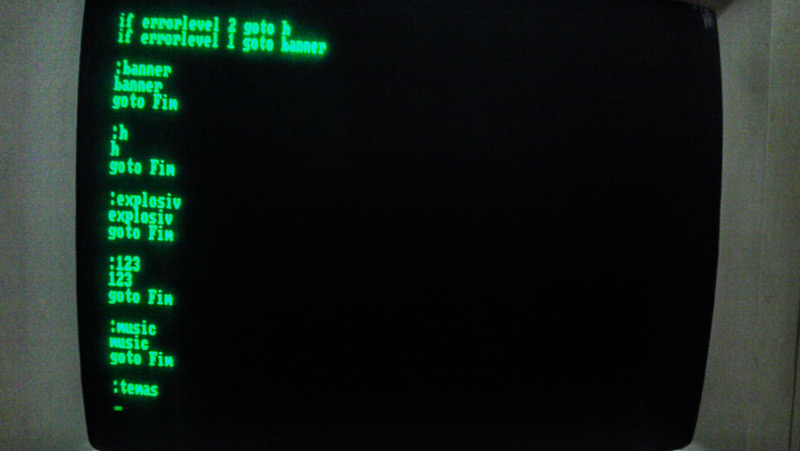 if errorlevel 2 goto h
if errorlevel 1 goto banner
:banner
banner
goto Fim
:h
h
goto Fim
:explosiv
explosiv
goto Fim
:123
123
goto Fim
:music
music
goto Fim
:temas
_